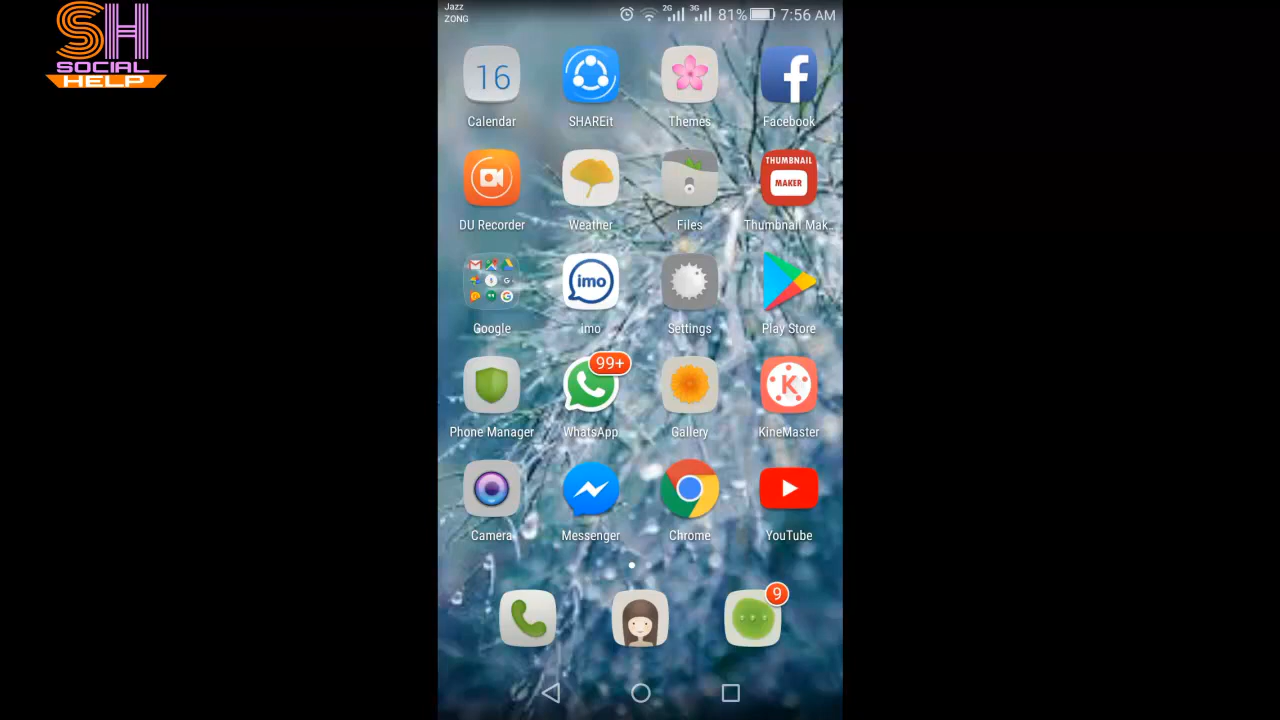 SH
SOCIAL
HELP
Jazz
ZONG
2G 3G 81% 7:56 AM
16
Calendar SHAREit Themes Facebook
THUMBNAIL
MAKER
DU Recorder Weather Files Thumbnail Mak..
imo
Google imo Settings Play Store
99+
K
Phone Manager WhatsApp Gallery KineMaster
Camera Messenger Chrome YouTube
9